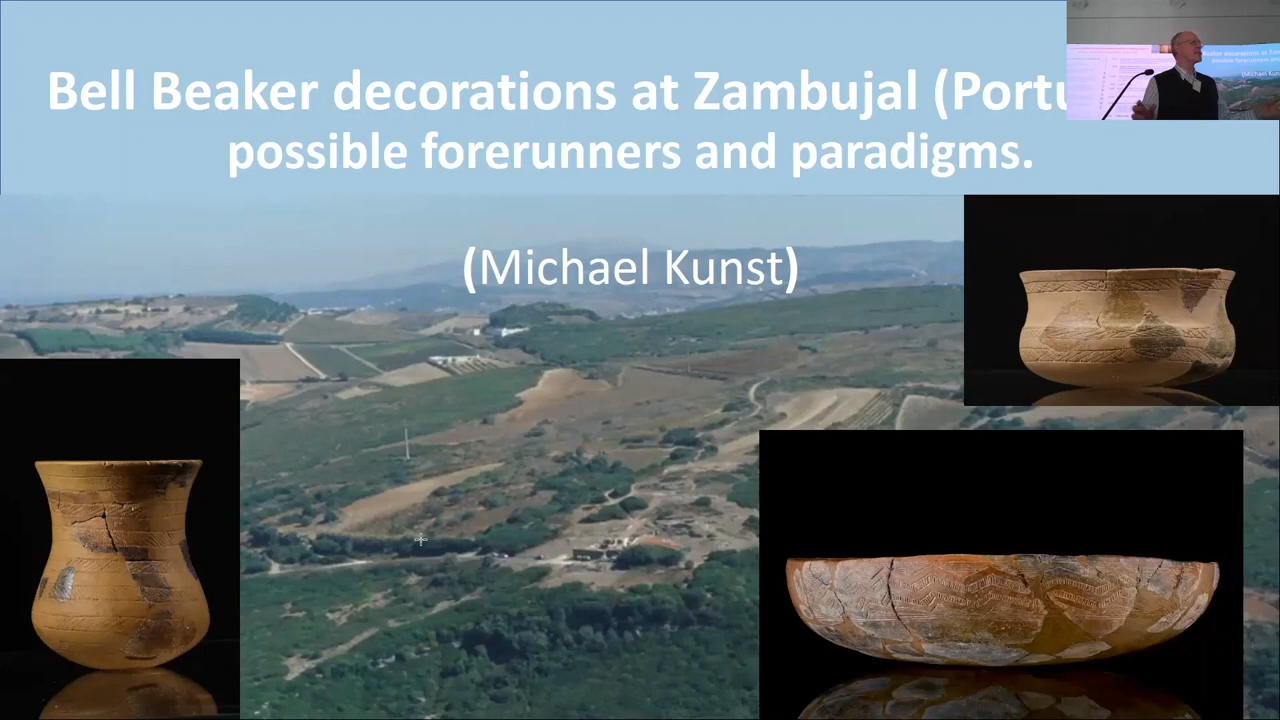 Bell Beaker decorations at Zambujal (Portu
possible forerunners and paradigms.
(Michael Kunst)